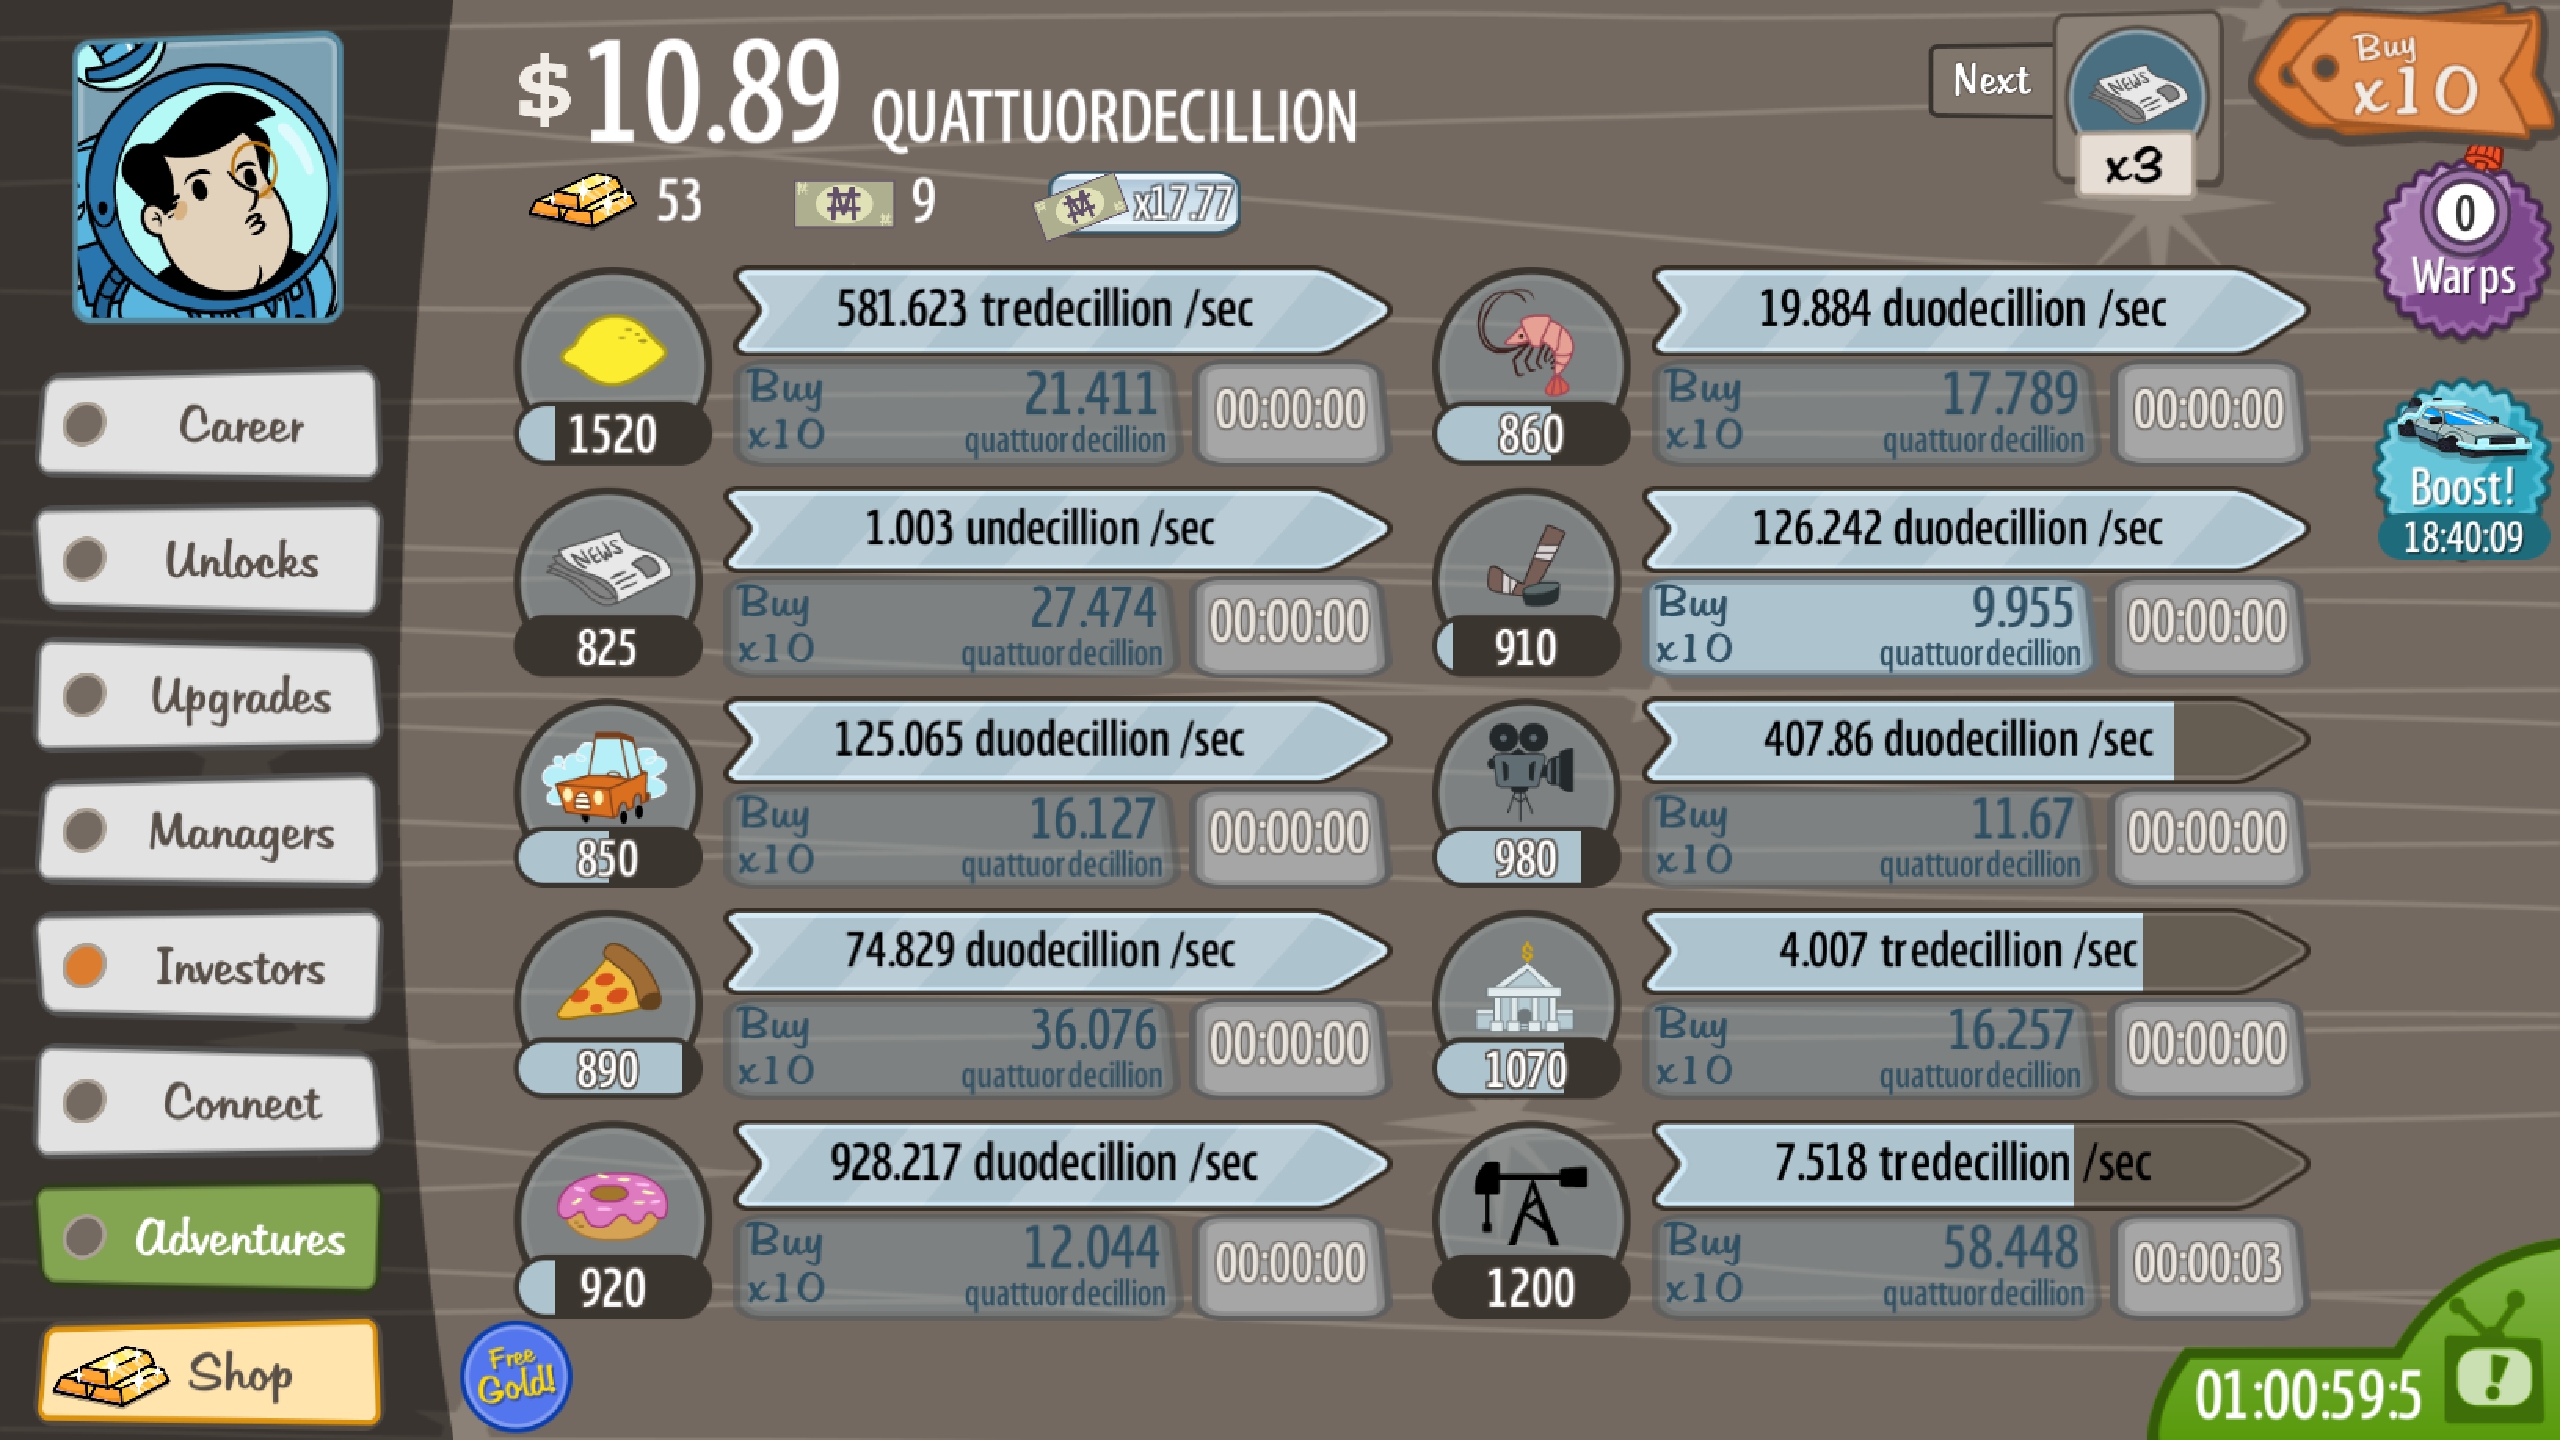 $10.89 QUATTUORDECILLION
53
9
x17.77
Next
NEWS
x3
Buy
x10
0
Warps
Boost!
18:40:09
Career
Unlocks
Upgrades
Managers
Investors
Connect
Adventures
Shop
1520
581.623 tredecillion /sec
Buy
x10
21.411
quattuordecillion
00:00:00
860
19.884 duodecillion /sec
Buy
x10
17.789
quattuordecillion
00:00:00
NEWS
825
1.003 undecillion /sec
Buy
x10
27.474
quattuordecillion
00:00:00
910
126.242 duodecillion /sec
Buy
x10
9.955
quattuordecillion
00:00:00
850
125.065 duodecillion /sec
Buy
x10
16.127
quattuordecillion
00:00:00
980
407.86 duodecillion /sec
Buy
x10
11.67
quattuordecillion
00:00:00
890
74.829 duodecillion /sec
Buy
x10
36.076
quattuordecillion
00:00:00
$
1070
4.007 tredecillion /sec
Buy
x10
16.257
quattuordecillion
00:00:00
920
928.217 duodecillion /sec
Buy
x10
12.044
quattuordecillion
00:00:00
1200
7.518 tredecillion /sec
Buy
x10
58.448
quattuordecillion
00:00:03
Free
Gold!
01:00:59:5
!